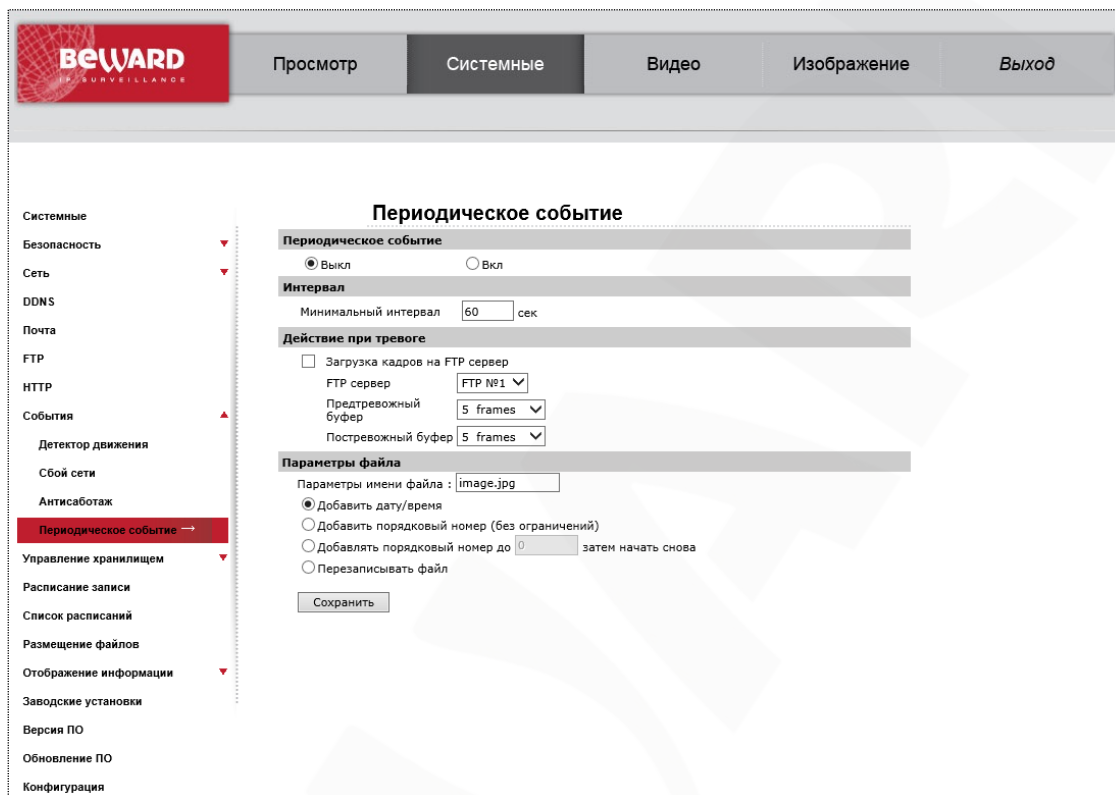 BEWARD
IP SURVEILLANCE
Просмотр
Системные
Видео
Изображение
Выход
Системные
Безопасность
Сеть
DDNS
Почта
FTP
HTTP
События
Детектор движения
Сбой сети
Антисаботаж
Периодическое событие →
Управление хранилищем
Расписание записи
Список расписаний
Размещение файлов
Отображение информации
Заводские установки
Версия ПО
Обновление ПО
Конфигурация
Периодическое событие
Периодическое событие
Выкл Вкл
Интервал
Минимальный интервал 60 сек
Действие при тревоге
Загрузка кадров на FTP сервер
FTP сервер FTP №1
Предтревожный
буфер 5 frames
Постревожный буфер 5 frames
Параметры файла
Параметры имени файла : image.jpg
Добавить дату/время
Добавить порядковый номер (без ограничений)
Добавлять порядковый номер до 0 затем начать снова
Перезаписывать файл
Сохранить